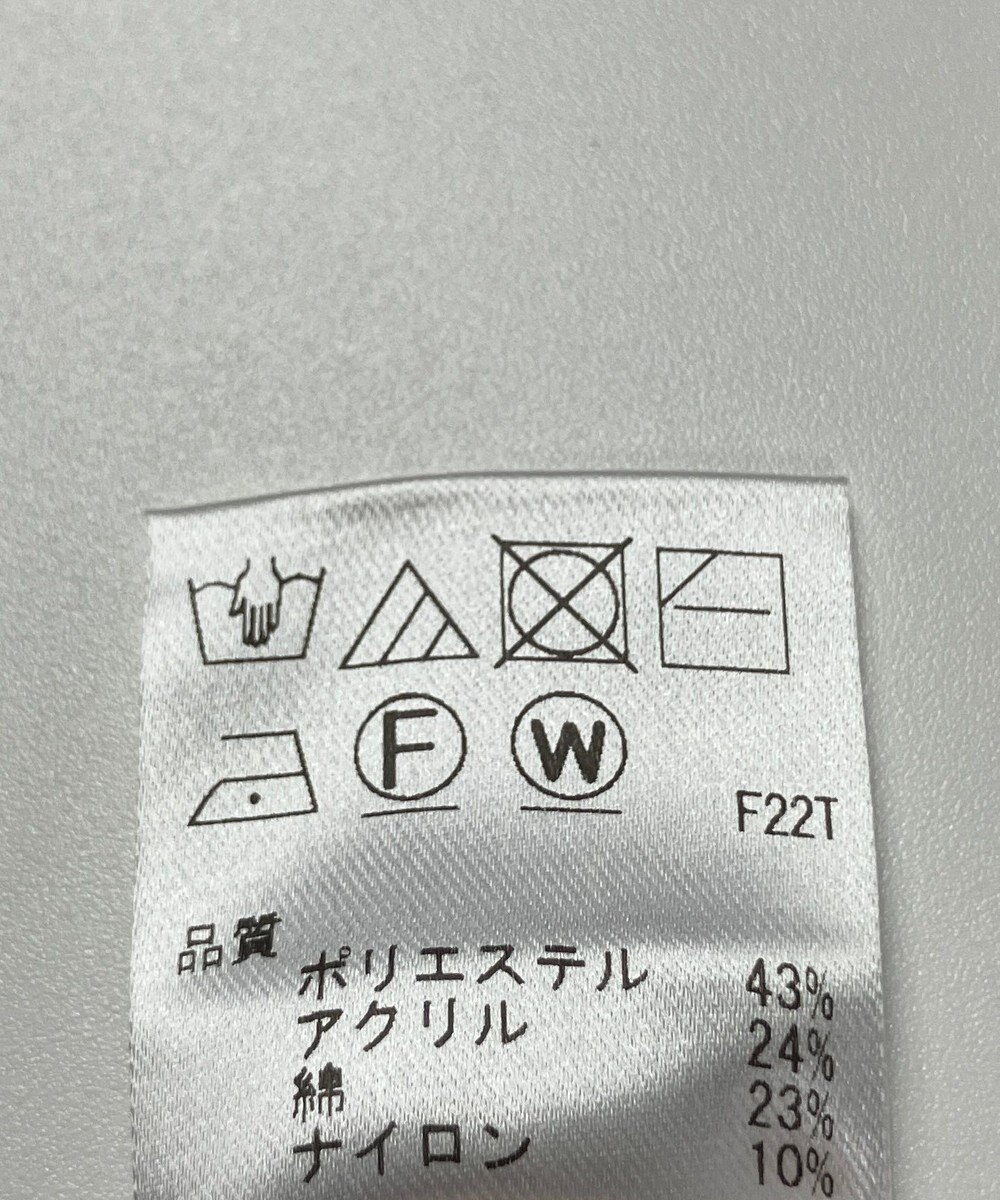 F W
F22T
品質
ポリエステル 43%
アクリル 24%
綿 23%
ナイロン 10%